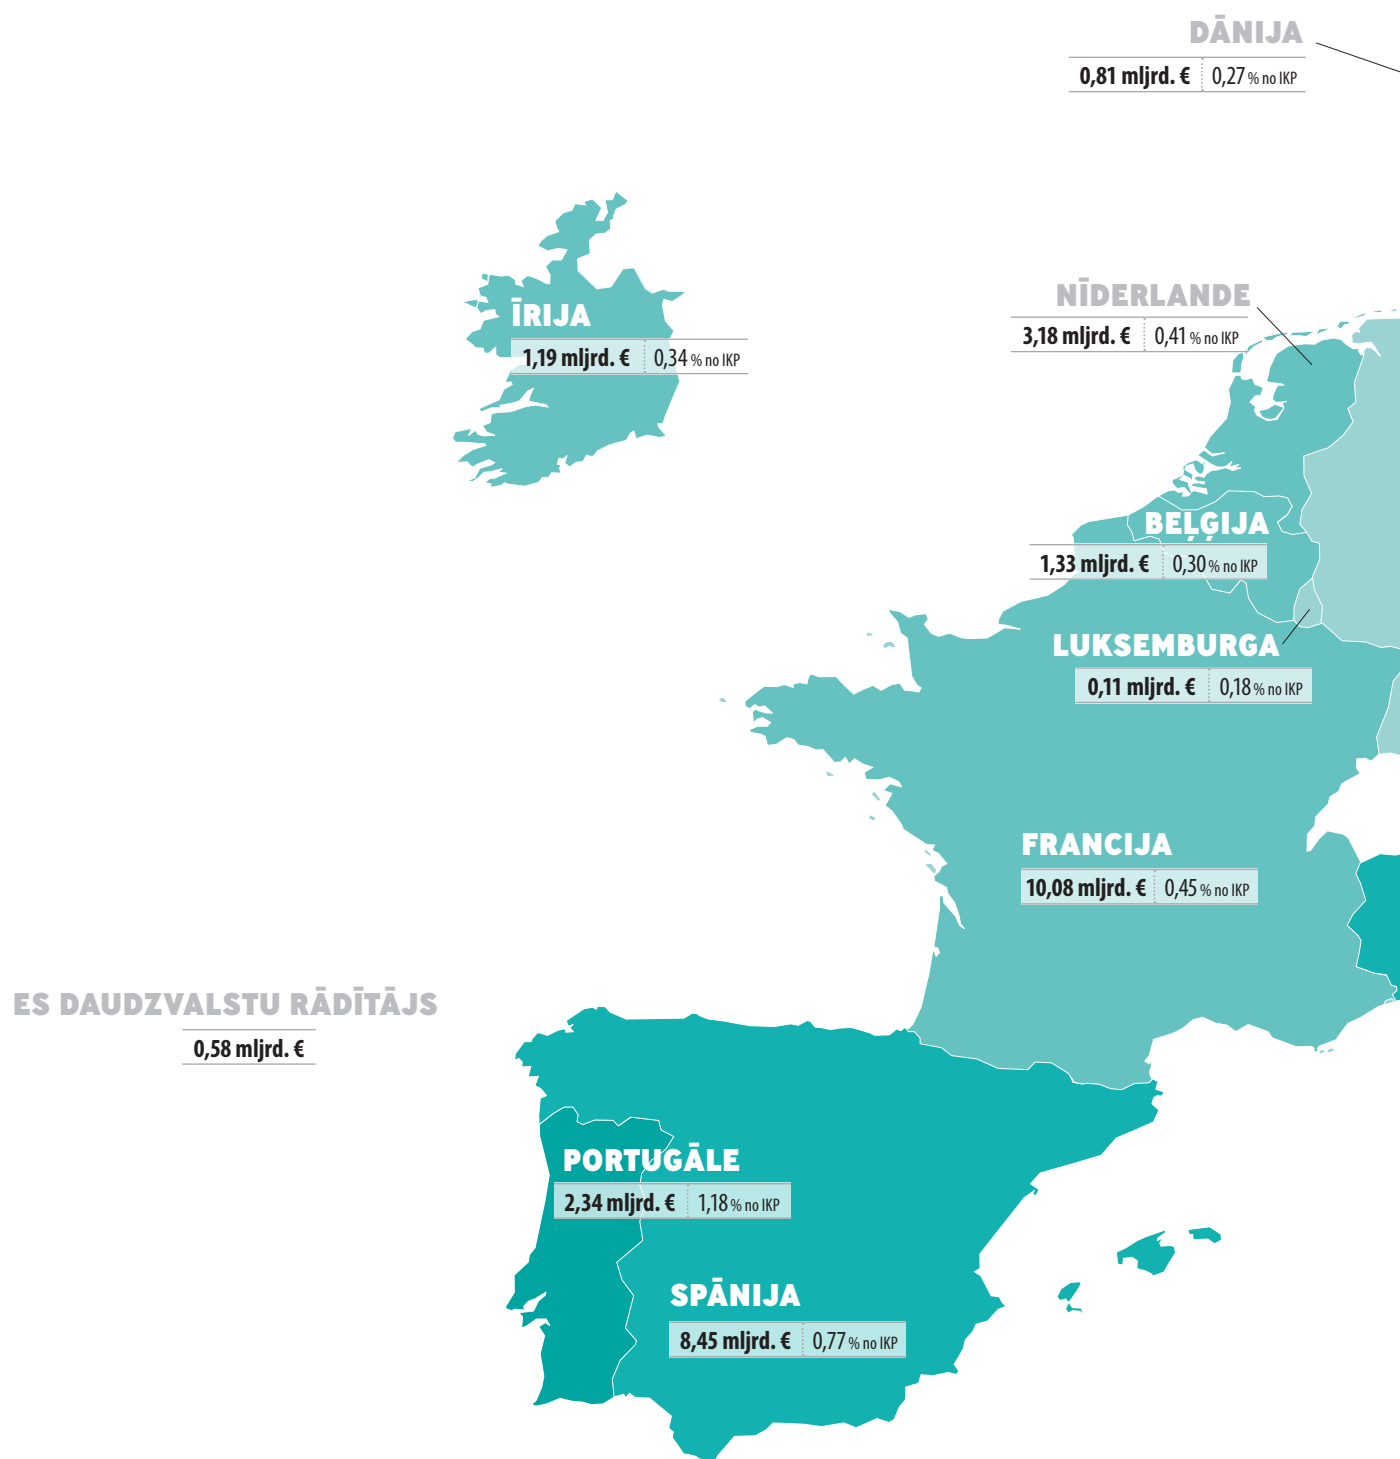 DĀNIJA
0,81 mljrd. € 0,27 % no IKP
ĪRIJA
1,19 mljrd. € 0,34 % no IKP
NĪDERLANDE
3,18 mljrd. € 0,41 % no IKP
BEĻĢIJA
1,33 mljrd. € 0,30 % no IKP
LUKSEMBURGA
0,11 mljrd. € 0,18 % no IKP
FRANCIJA
10,08 mljrd. € 0,45 % no IKP
ES DAUDZVALSTU RĀDĪTĀJS
0,58 mljrd. €
PORTUGĀLE
2,34 mljrd. € 1,18 % no IKP
SPĀNIJA
8,45 mljrd. € 0,77 % no IKP